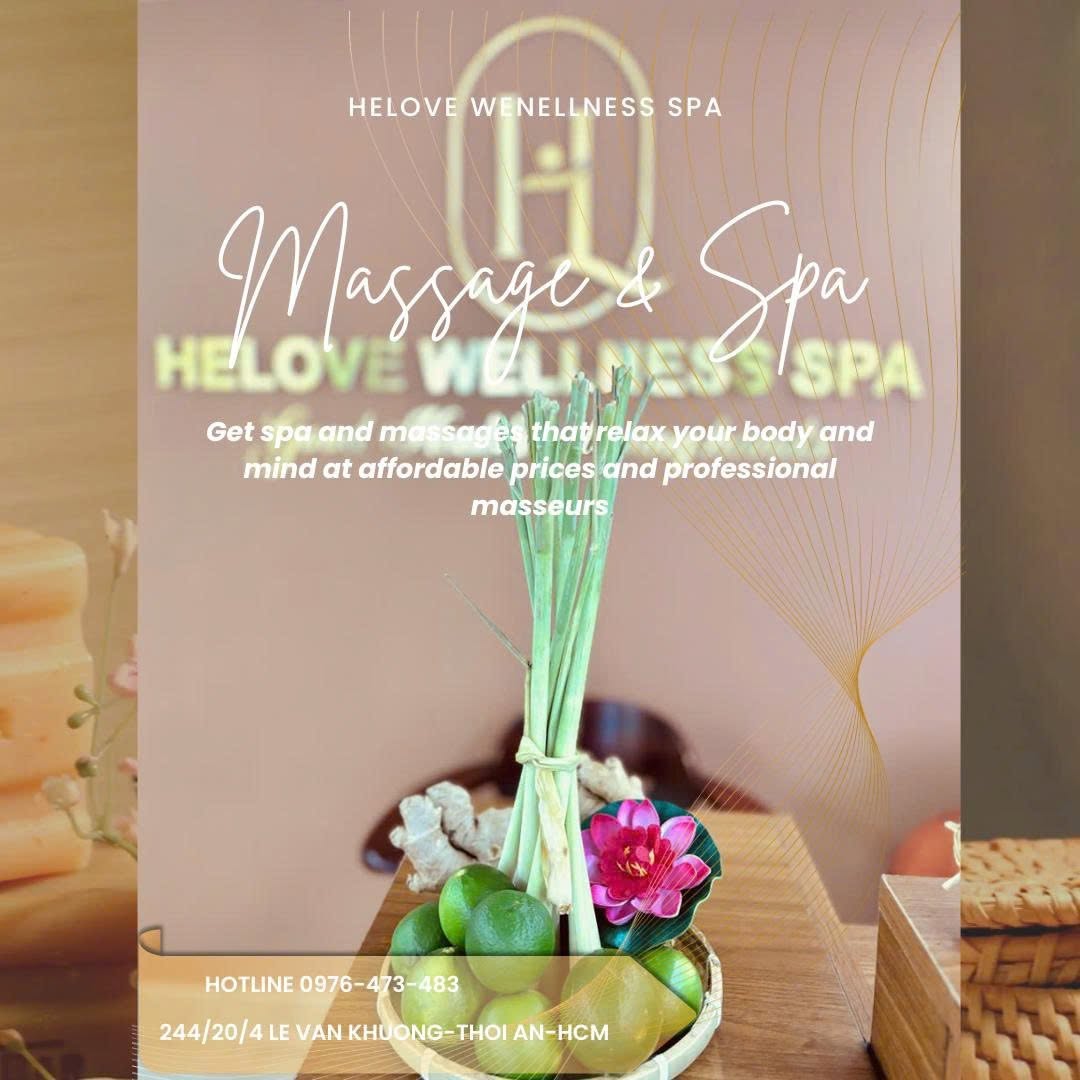 HELOVE WENELLNESS SPA
Massage & Spa
HELOVE WELLNESS SPA
Get spa and massages that relax your body and
mind at affordable prices and professional
masseurs
HOTLINE 0976-473-483
244/20/4 LE VAN KHUONG-THOI AN-HCM